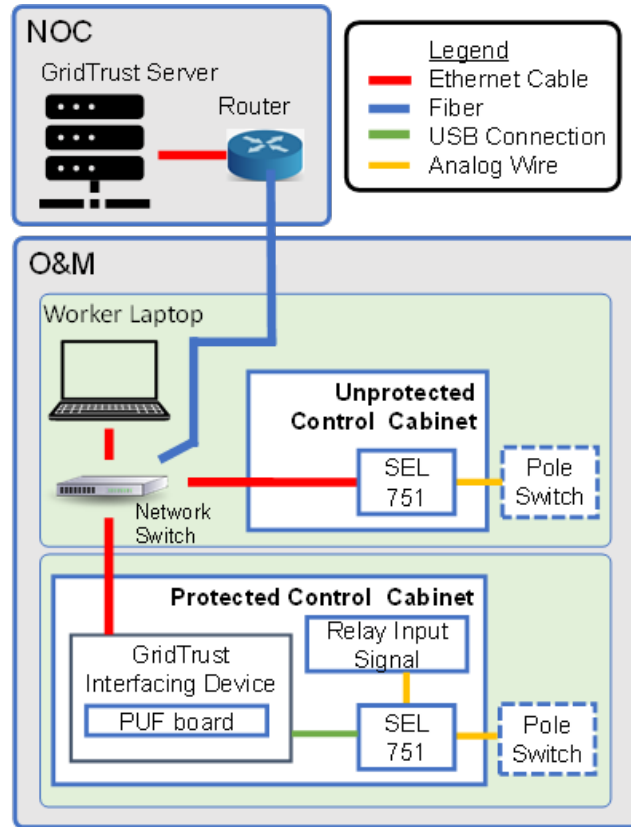 NOC
GridTrust Server
Router
Legend
Ethernet Cable
Fiber
USB Connection
Analog Wire
O&M
Worker Laptop
Network
Switch
Unprotected
Control Cabinet
SEL
751
Pole
Switch
Protected Control Cabinet
GridTrust
Interfacing Device
PUF board
Relay Input
Signal
SEL
751
Pole
Switch